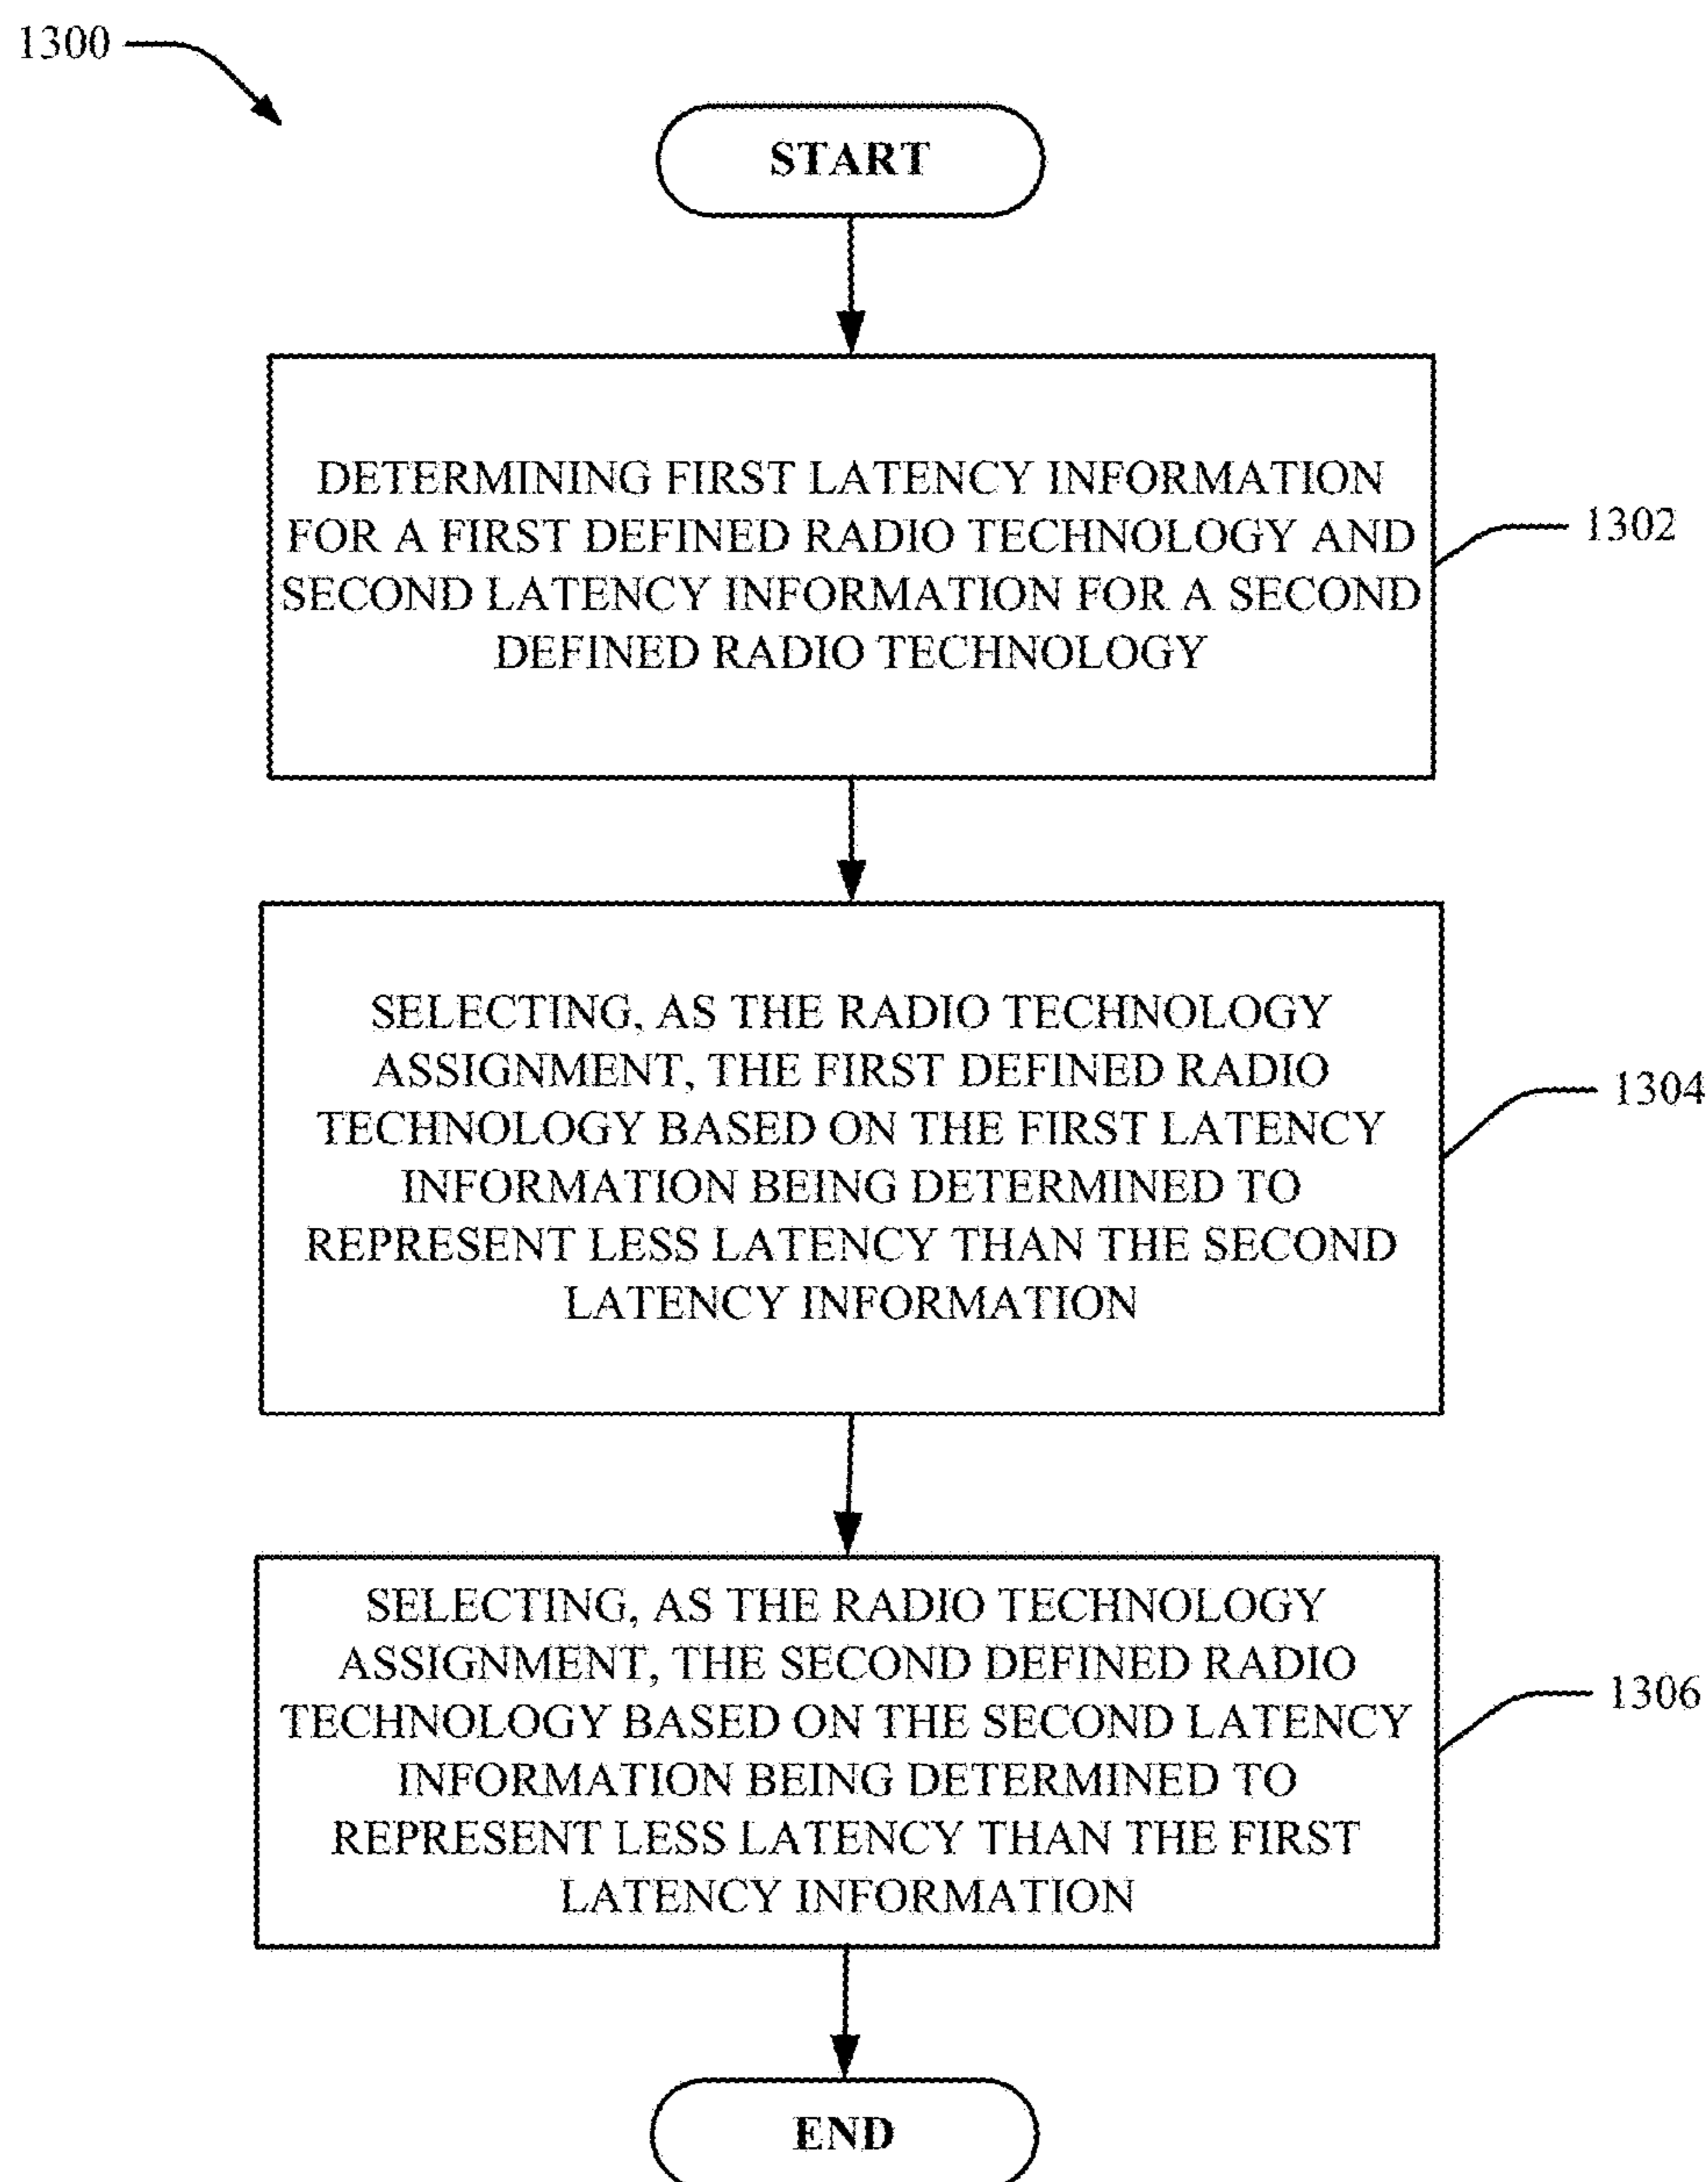 1300
START
DETERMINING FIRST LATENCY INFORMATION
FOR A FIRST DEFINED RADIO TECHNOLOGY AND
SECOND LATENCY INFORMATION FOR A SECOND
DEFINED RADIO TECHNOLOGY
1302
SELECTING, AS THE RADIO TECHNOLOGY
ASSIGNMENT, THE FIRST DEFINED RADIO
TECHNOLOGY BASED ON THE FIRST LATENCY
INFORMATION BEING DETERMINED TO
REPRESENT LESS LATENCY THAN THE SECOND
LATENCY INFORMATION
1304
SELECTING, AS THE RADIO TECHNOLOGY
ASSIGNMENT, THE SECOND DEFINED RADIO
TECHNOLOGY BASED ON THE SECOND LATENCY
INFORMATION BEING DETERMINED TO
REPRESENT LESS LATENCY THAN THE FIRST
LATENCY INFORMATION
1306
END